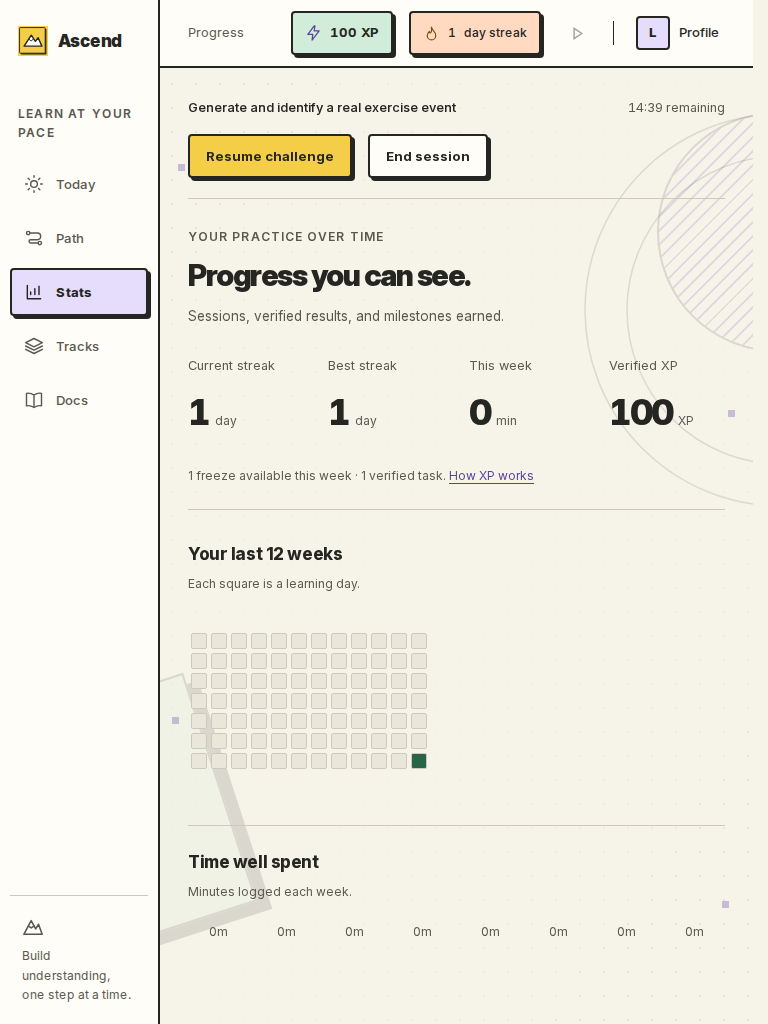 Ascend
LEARN AT YOUR
PACE
Today
Path
Stats
Tracks
Docs
Build
understanding,
one step at a time.
Progress
100 XP
1 day streak
L
Profile
Generate and identify a real exercise event
14:39 remaining
Resume challenge
End session
YOUR PRACTICE OVER TIME
Progress you can see.
Sessions, verified results, and milestones earned.
Current streak
Best streak
This week
Verified XP
1 day
1 day
0 min
100 XP
1 freeze available this week · 1 verified task. How XP works
Your last 12 weeks
Each square is a learning day.
Time well spent
Minutes logged each week.
0m 0m 0m 0m 0m 0m 0m 0m